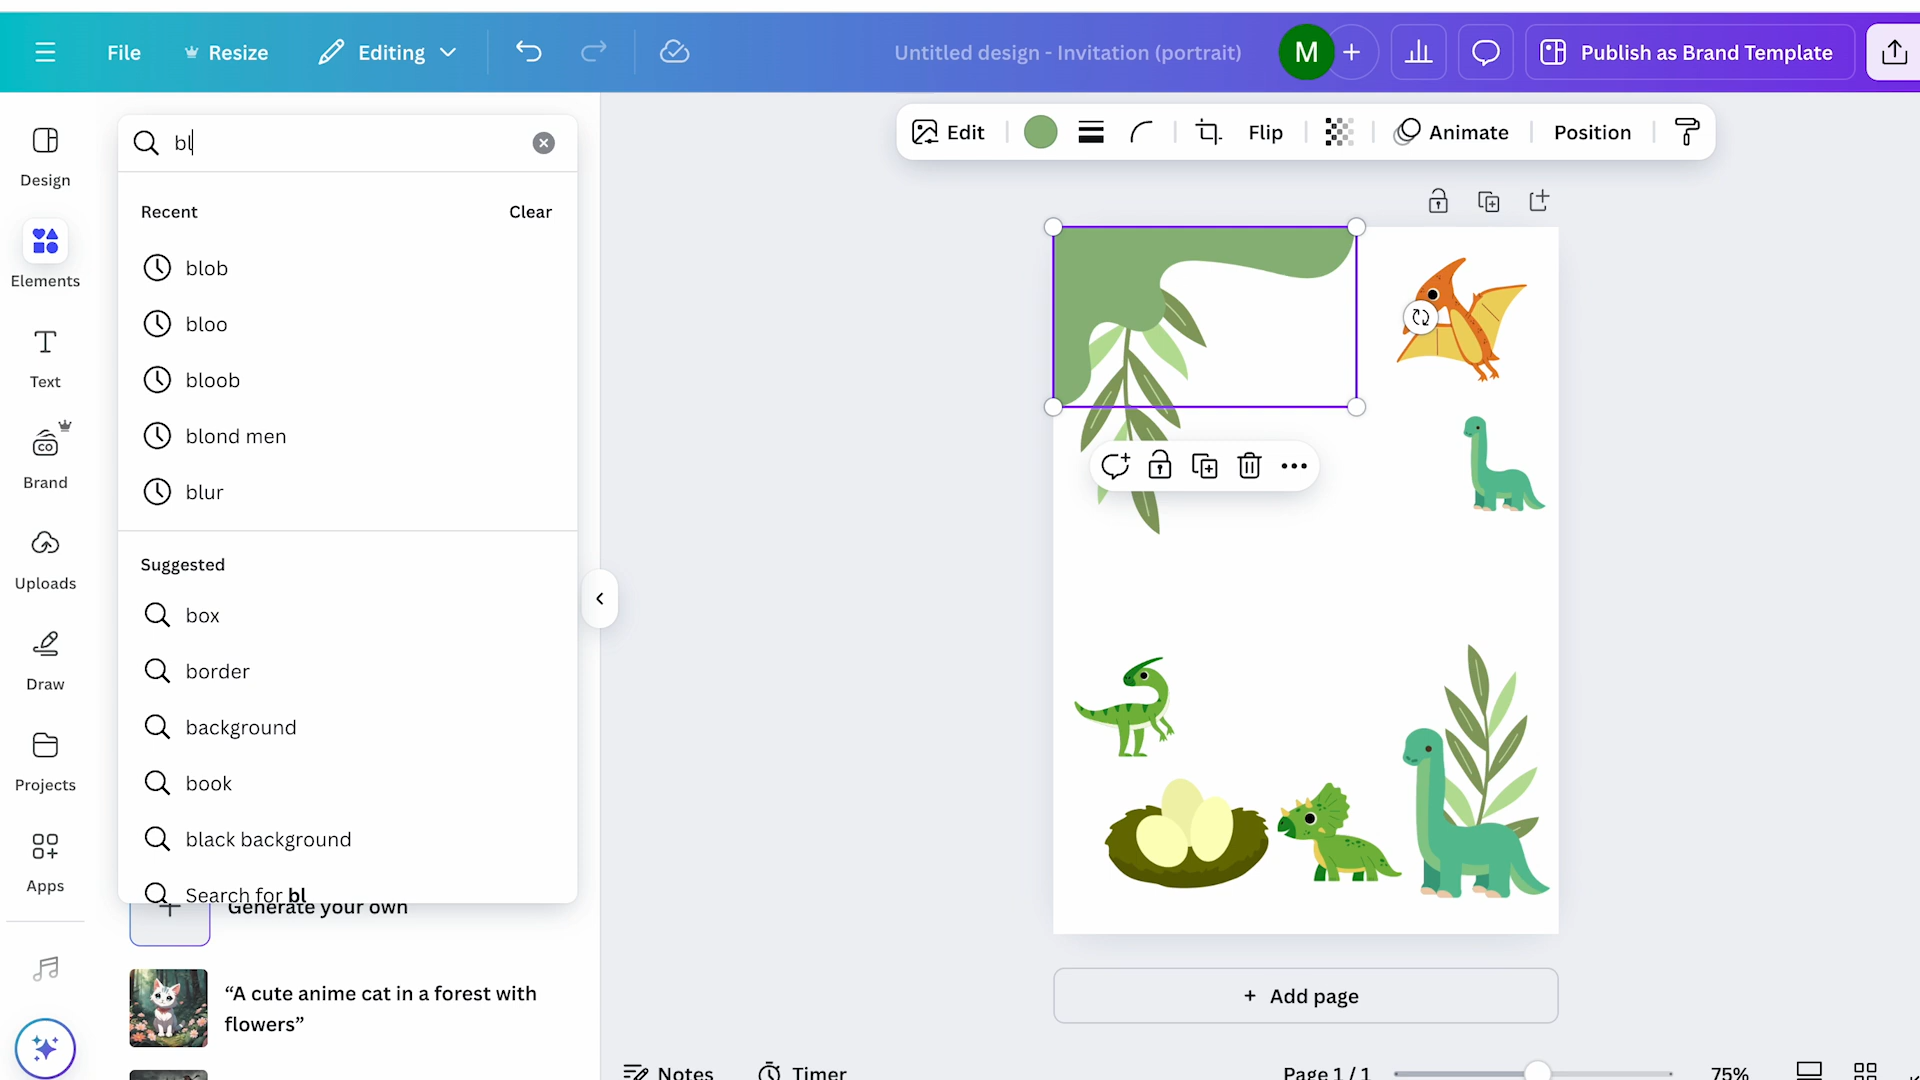 File
Resize
Editing
Untitled design - Invitation (portrait)
M
Publish as Brand Template
Design
Elements
Text
Brand
CO
Uploads
Draw
Projects
Apps
bl
Recent
Clear
blob
bloo
bloob
blond men
blur
Suggested
box
border
background
book
black background
Search for bl
Generate your own
“A cute anime cat in a forest with
flowers”
Edit
Flip
Animate
Position
+ Add page
Notes
Timer
Page 1 / 1
75%